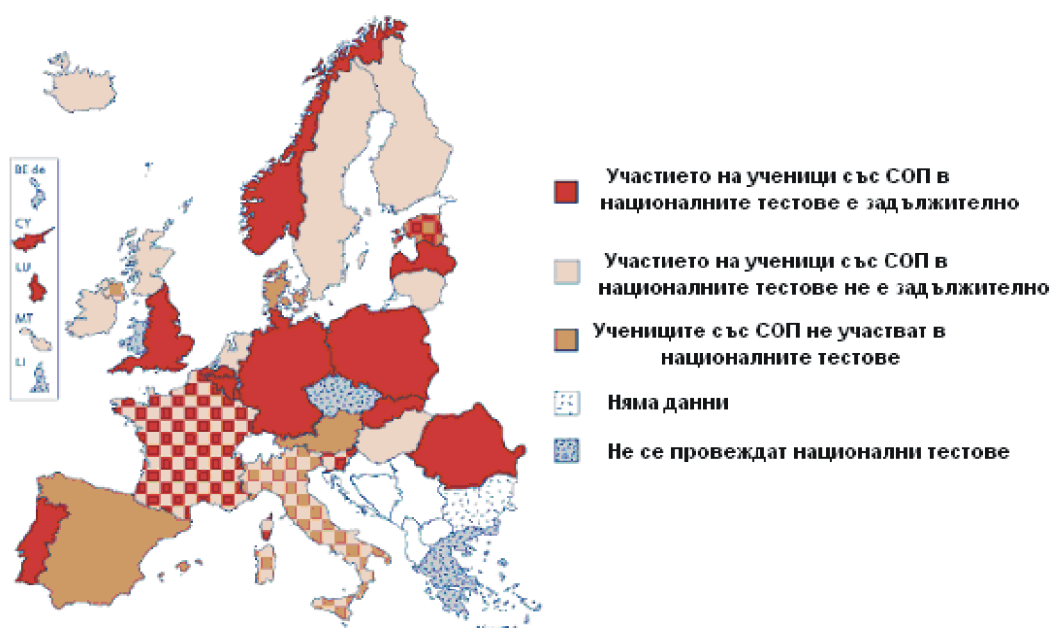 BE de
CY
LU
MT
LI
Участието на ученици със СОП в
националните тестове е задължително
Участието на ученици със СОП в
националните тестове не е задължително
Учениците със СОП не участват в
националните тестове
Няма данни
Не се провеждат национални тестове